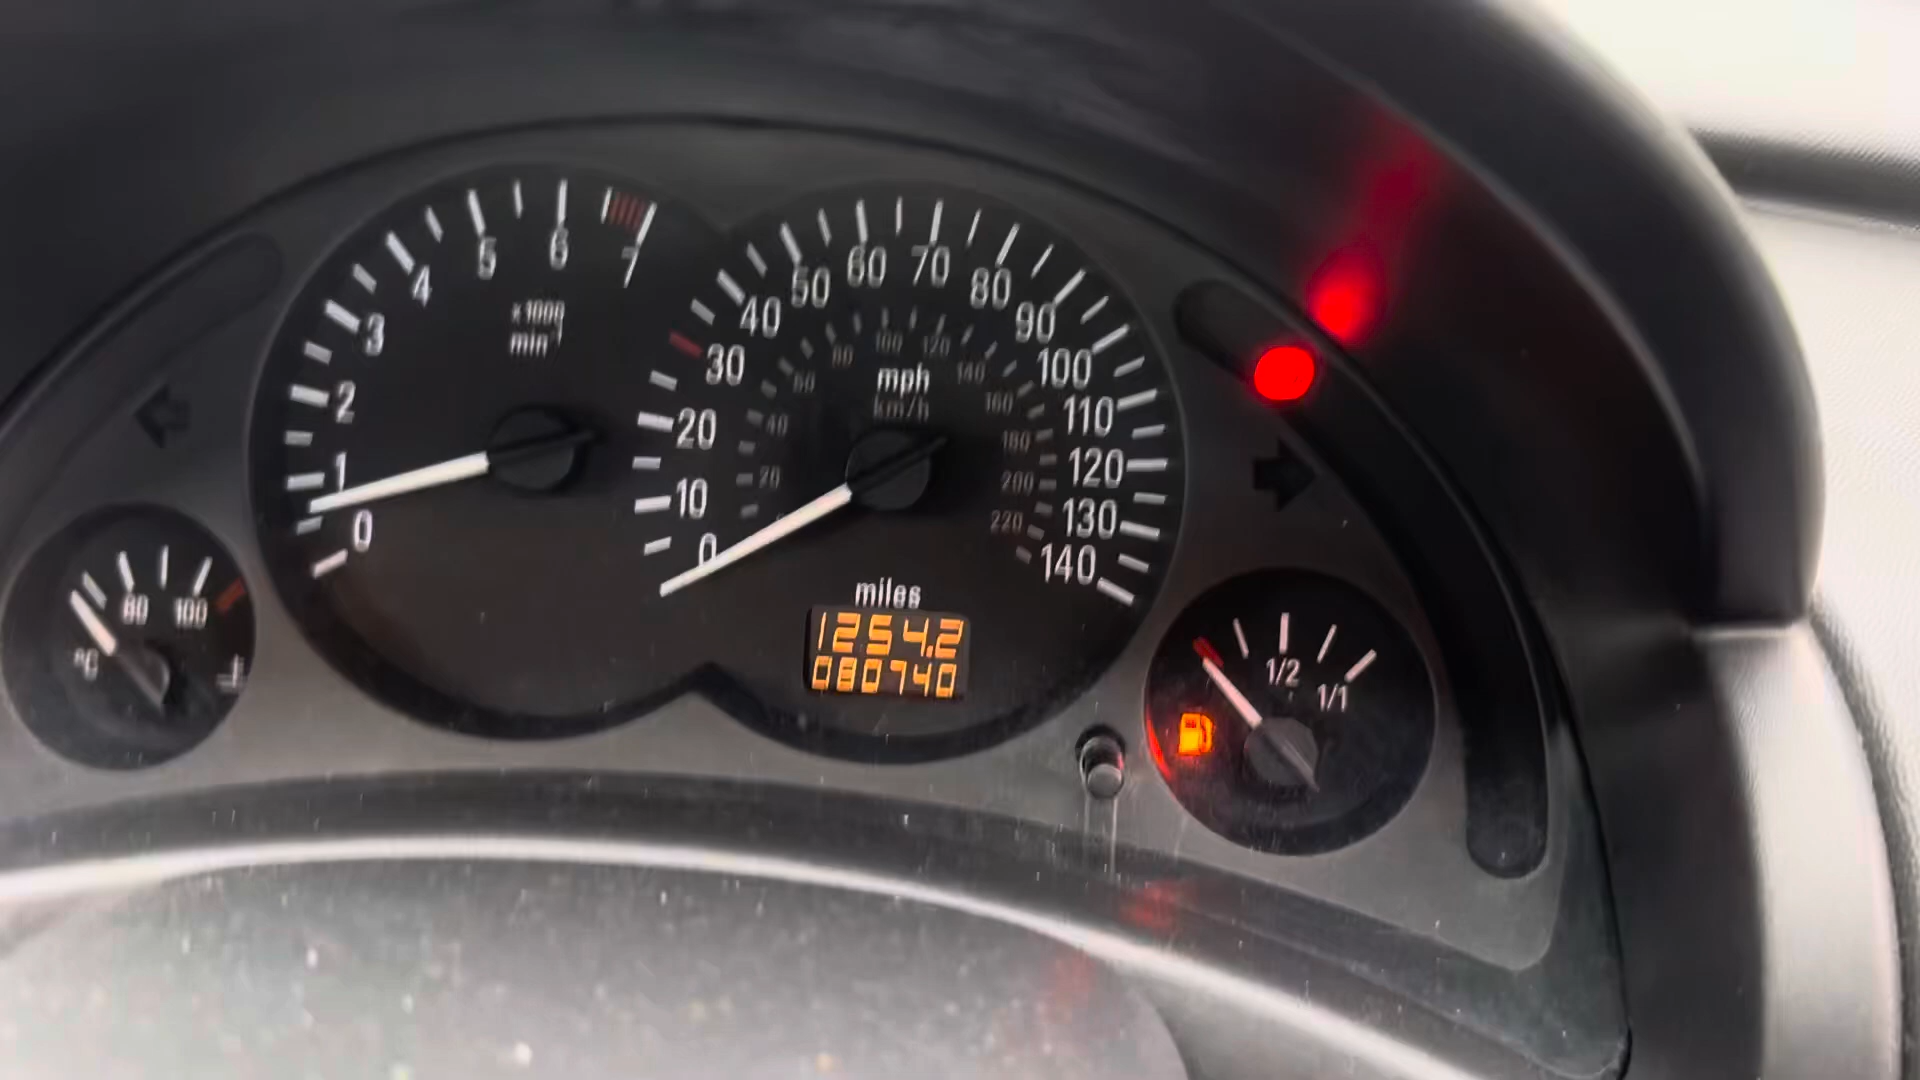 0 1 2 3 4 5 6 7
x1000
min⁻¹
0 10 20 30 40 50 60 70 80 90 100 110 120 130 140
20 40 60 80 100 120 140 160 180 200 220
mph
km/h
miles
1254.2
080740
80 100
°C
1/2
1/1